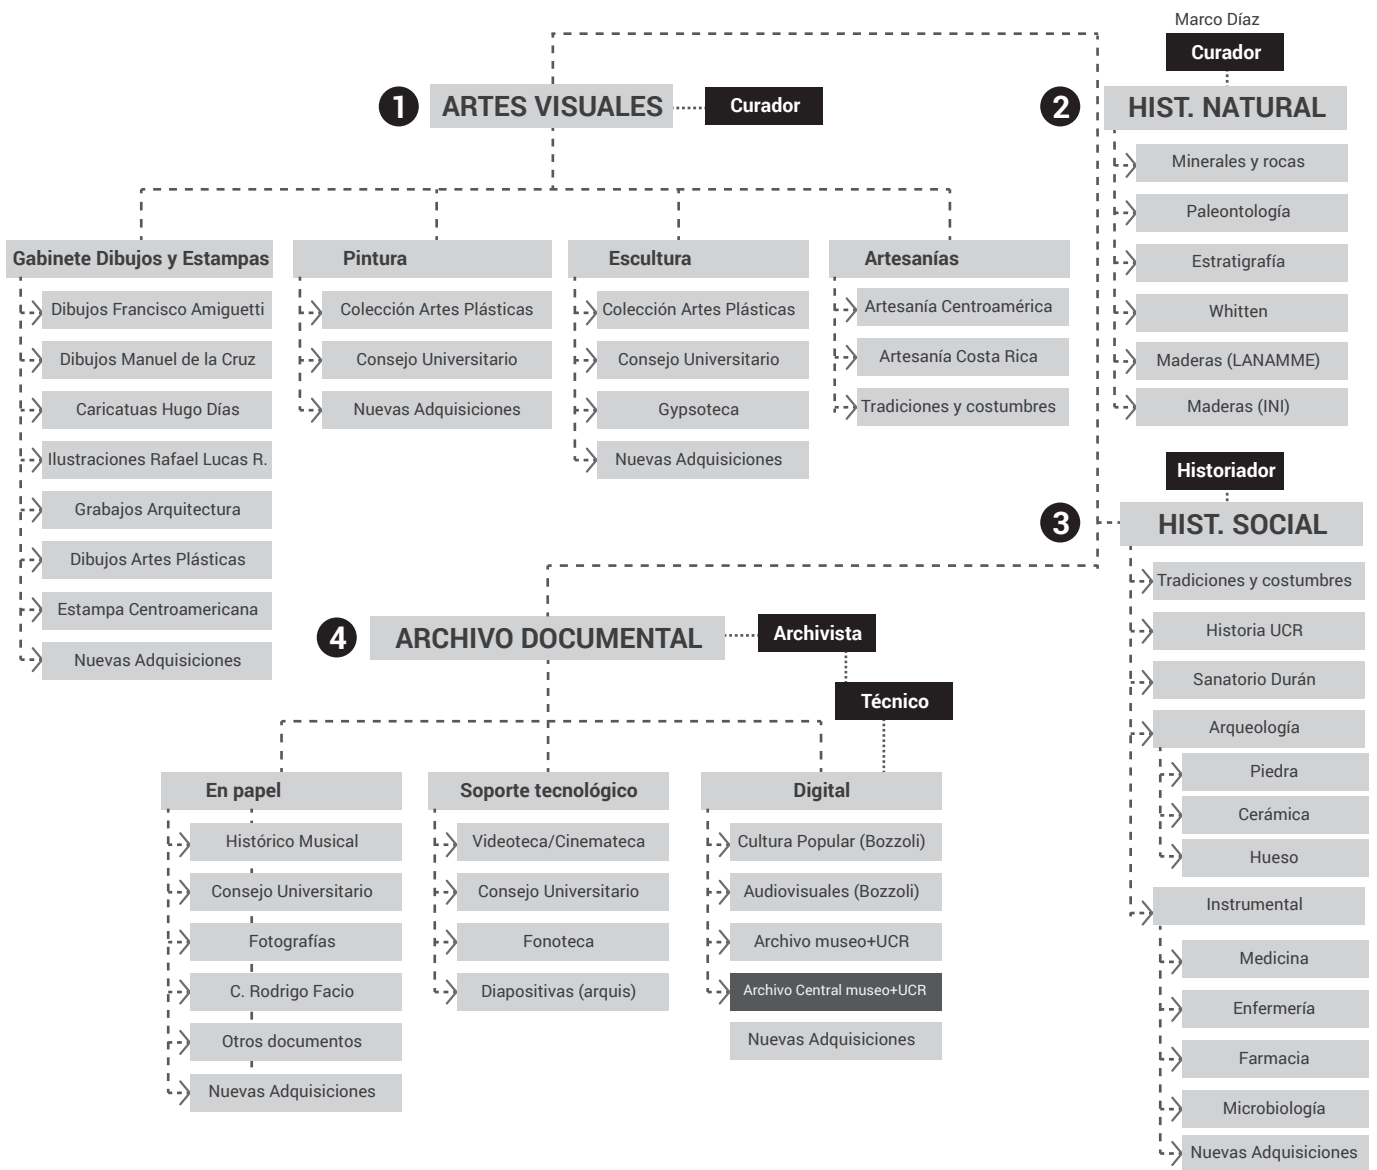 1
ARTES VISUALES
Curador
Gabinete Dibujos y Estampas
Dibujos Francisco Amiguetti
Dibujos Manuel de la Cruz
Caricatuas Hugo Días
Ilustraciones Rafael Lucas R.
Grabajos Arquitectura
Dibujos Artes Plásticas
Estampa Centroamericana
Nuevas Adquisiciones
Pintura
Colección Artes Plásticas
Consejo Universitario
Nuevas Adquisiciones
Escultura
Colección Artes Plásticas
Consejo Universitario
Gypsoteca
Nuevas Adquisiciones
Artesanías
Artesanía Centroamérica
Artesanía Costa Rica
Tradiciones y costumbres
Marco Díaz
Curador
2
HIST. NATURAL
Minerales y rocas
Paleontología
Estratigrafía
Whitten
Maderas (LANAMME)
Maderas (INI)
Historiador
3
HIST. SOCIAL
Tradiciones y costumbres
Historia UCR
Sanatorio Durán
Arqueología
Piedra
Cerámica
Hueso
Instrumental
Medicina
Enfermería
Farmacia
Microbiología
Nuevas Adquisiciones
4
ARCHIVO DOCUMENTAL
Archivista
Técnico
En papel
Histórico Musical
Consejo Universitario
Fotografías
C. Rodrigo Facio
Otros documentos
Nuevas Adquisiciones
Soporte tecnológico
Videoteca/Cinemateca
Consejo Universitario
Fonoteca
Diapositivas (arquis)
Digital
Cultura Popular (Bozzoli)
Audiovisuales (Bozzoli)
Archivo museo+UCR
Archivo Central museo+UCR
Nuevas Adquisiciones